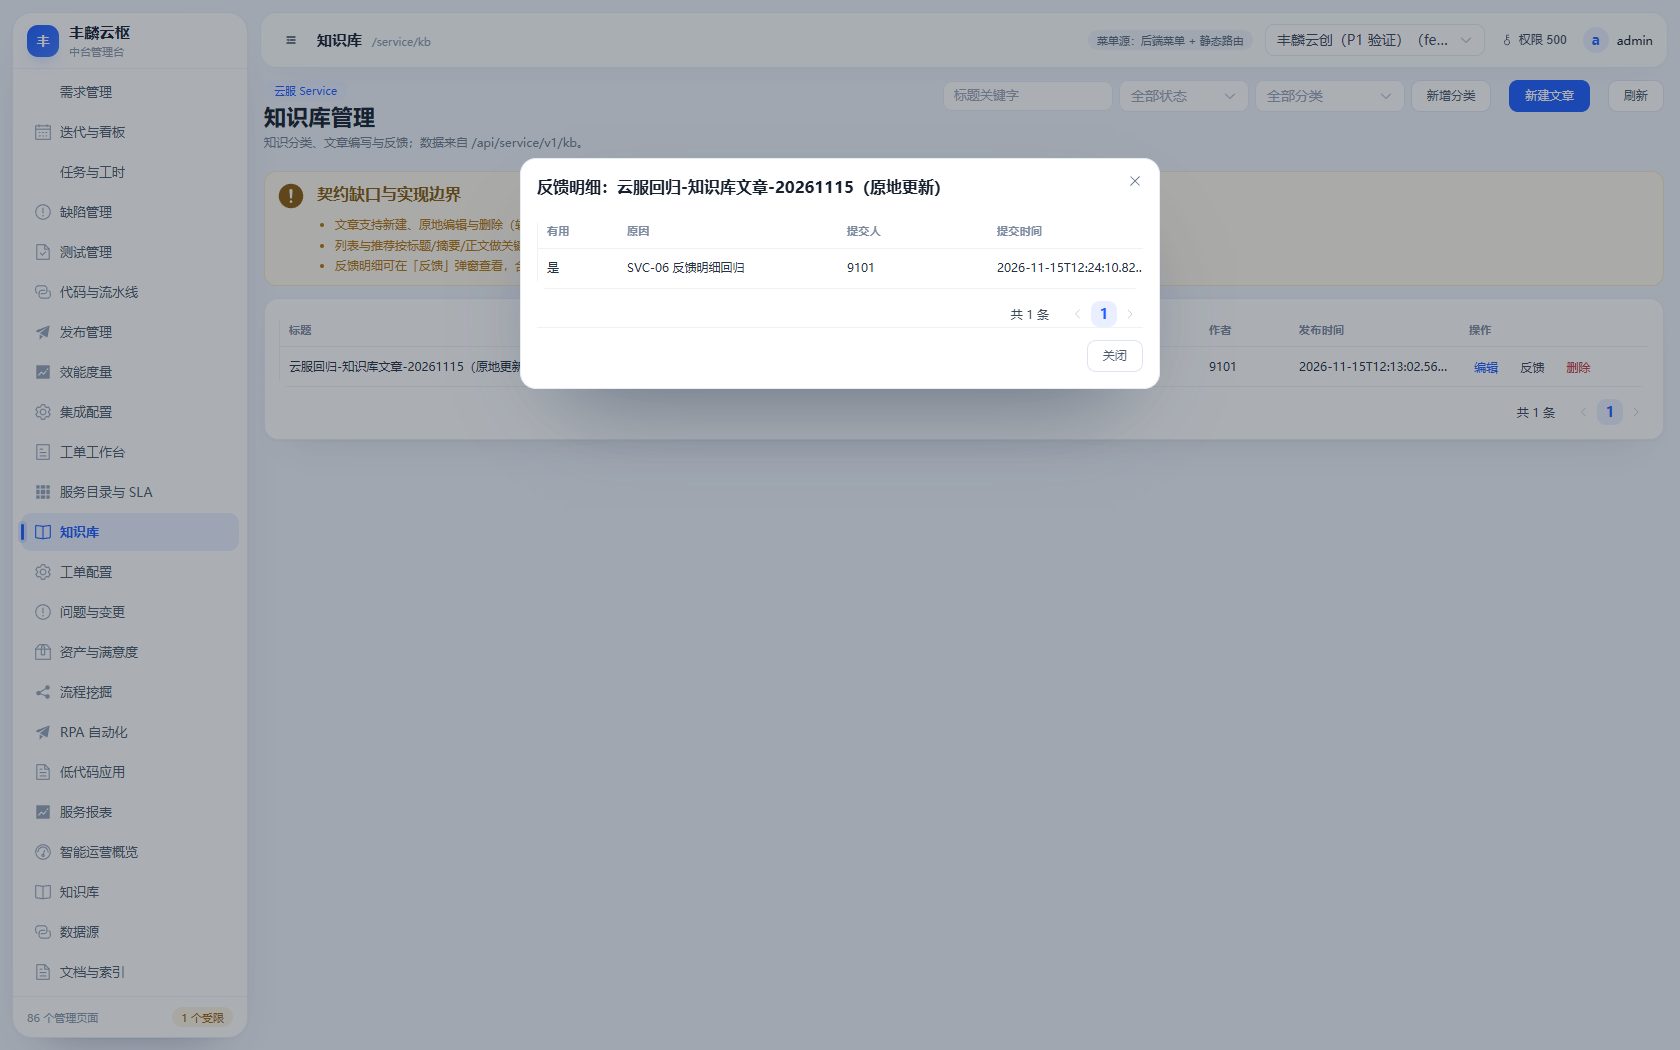 丰
丰麟云枢
中台管理台
需求管理
迭代与看板
任务与工时
缺陷管理
测试管理
代码与流水线
发布管理
效能度量
集成配置
工单工作台
服务目录与 SLA
知识库
工单配置
问题与变更
资产与满意度
流程挖掘
RPA 自动化
低代码应用
服务报表
智能运营概览
知识库
数据源
文档与索引
86 个管理页面
1 个受限
知识库 /service/kb
菜单源：后端菜单 + 静态路由
丰麟云创（P1 验证）（fe...
权限 500
a
admin
云服 Service
知识库管理
知识分类、文章编写与反馈；数据来自 /api/service/v1/kb。
标题关键字
全部状态
全部分类
新增分类
新建文章
刷新
契约缺口与实现边界
文章支持新建、原地编辑与删除
列表与推荐按标题/摘要/正文做关键
反馈明细可在「反馈」弹窗查看，
标题
作者
发布时间
操作
云服回归-知识库文章-20261115（原地更新
9101
2026-11-15T12:13:02.56...
编辑
反馈
删除
共 1 条
1
反馈明细：云服回归-知识库文章-20261115（原地更新）
有用
原因
提交人
提交时间
是
SVC-06 反馈明细回归
9101
2026-11-15T12:24:10.82..
共 1 条
1
关闭